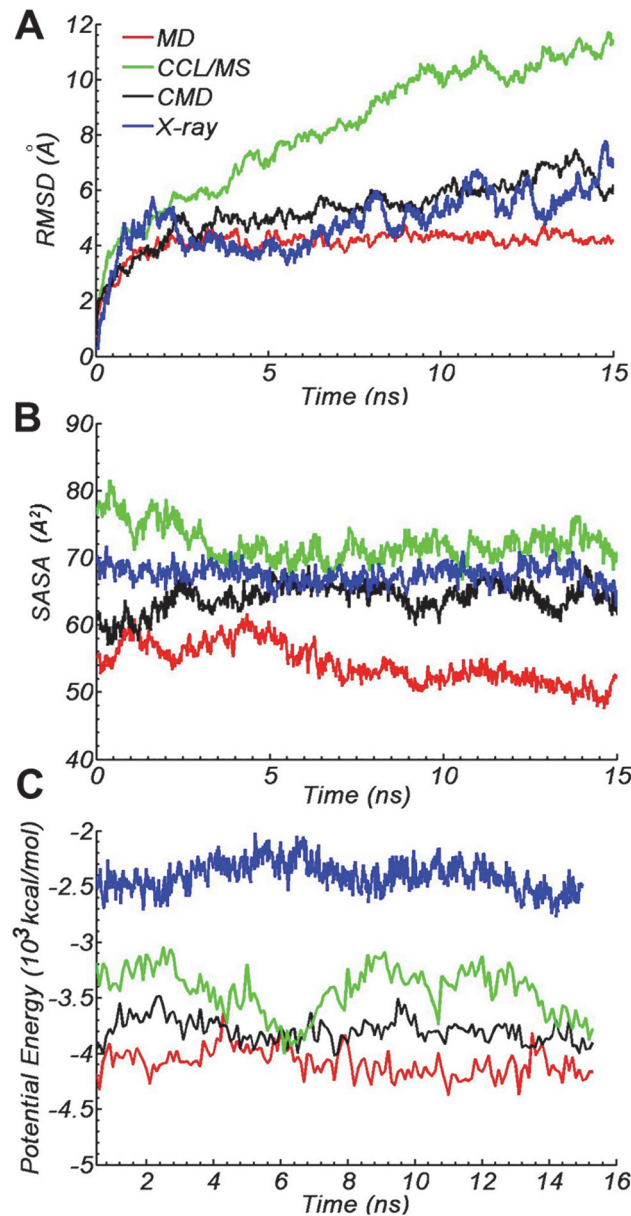 A
12
10
8
6
4
2
0
RMSD (Å)
MD
CCL/MS
CMD
X-ray
0
5
10
15
Time (ns)
B
90
80
70
60
50
40
SASA (A²)
0
5
10
15
Time (ns)
C
-2
-2.5
-3
-3.5
-4
-4.5
-5
Potential Energy (10³ kcal/mol)
2
4
6
8
10
12
14
16
Time (ns)